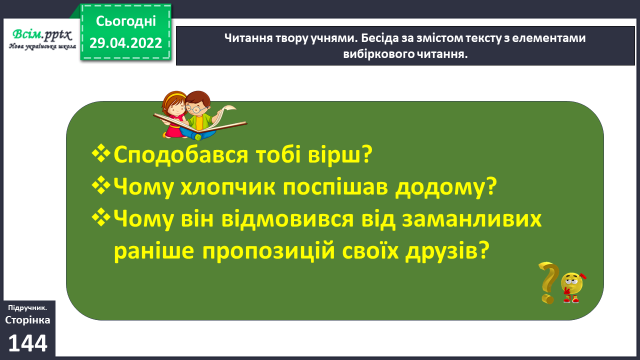 Всім.pptx
Нова українська школа
Сьогодні
29.04.2022
Читання твору учнями. Бесіда за змістом тексту з елементами
вибіркового читання.
❖Сподобався тобі вірш?
❖Чому хлопчик поспішав додому?
❖Чому він відмовився від заманливих
раніше пропозицій своїх друзів?
Підручник.
Сторінка
144